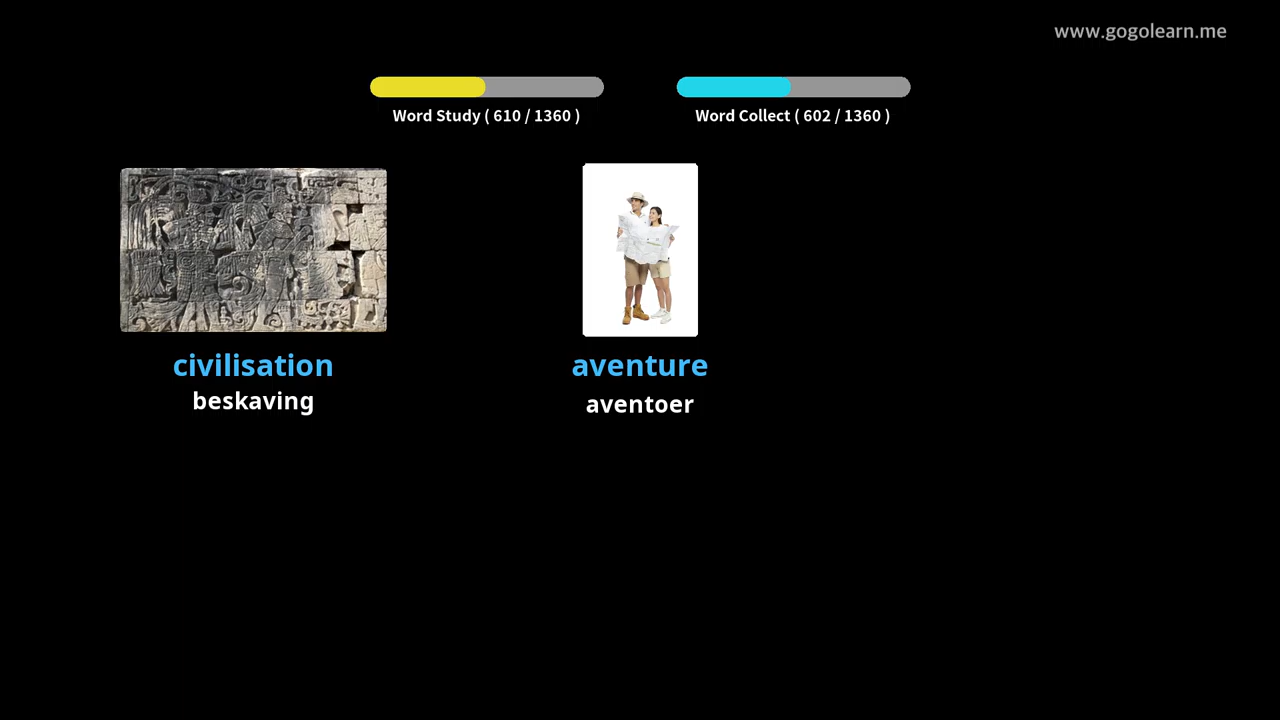 www.gogolearn.me
Word Study ( 610 / 1360 )
Word Collect ( 602 / 1360 )
civilisation
beskaving
aventure
aventoer